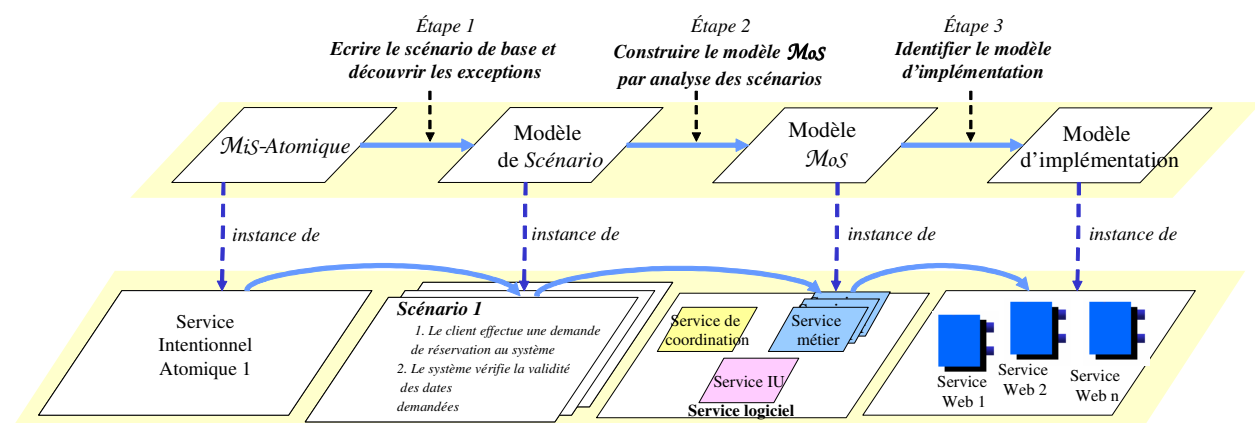 Étape 1
Ecrire le scénario de base et
découvrir les exceptions
Étape 2
Construire le modèle MoS
par analyse des scénarios
Étape 3
Identifier le modèle
d'implémentation
MiS-Atomique
Modèle
de Scénario
Modèle
MoS
Modèle
d'implémentation
instance de
instance de
instance de
instance de
Service
Intentionnel
Atomique 1
Scénario 1
1. Le client effectue une demande
de réservation au système
2. Le système vérifie la validité
des dates
demandées
Service de
coordination
Service
métier
Service IU
Service logiciel
Service
Web 1
Service
Web 2
Service
Web n